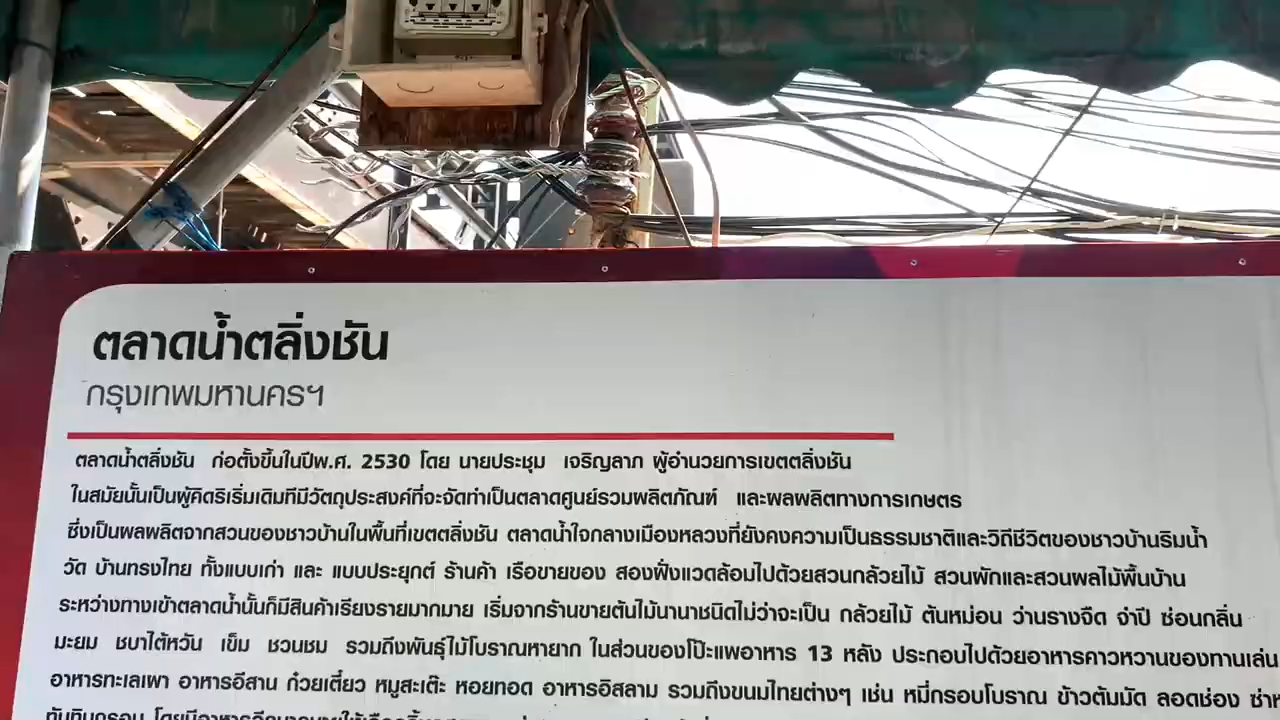 ตลาดน้ำตลิ่งชัน
กรุงเทพมหานครฯ
ตลาดน้ำตลิ่งชัน ก่อตั้งขึ้นในปีพ.ศ. 2530 โดย นายประชุม เจริญลาภ ผู้อำนวยการเขตตลิ่งชัน
ในสมัยนั้นเป็นผู้คิดริเริ่มเดิมทีมีวัตถุประสงค์ที่จะจัดทำเป็นตลาดศูนย์รวมผลิตภัณฑ์ และผลผลิตทางการเกษตร
ซึ่งเป็นผลผลิตจากสวนของชาวบ้านในพื้นที่เขตตลิ่งชัน ตลาดน้ำใจกลางเมืองหลวงที่ยังคงความเป็นธรรมชาติและวิถีชีวิตของชาวบ้านริมน้ำ
วัด บ้านทรงไทย ทั้งแบบเก่า และ แบบประยุกต์ ร้านค้า เรือขายของ สองฝั่งแวดล้อมไปด้วยสวนกล้วยไม้ สวนผักและสวนผลไม้พื้นบ้าน
ระหว่างทางเข้าตลาดน้ำนั้นก็มีสินค้าเรียงรายมากมาย เริ่มจากร้านขายต้นไม้นานาชนิดไม่ว่าจะเป็น กล้วยไม้ ต้นหม่อน ว่านรางจืด จำปี ซ่อนกลิ่น
มะยม ชบาไต้หวัน เข็ม ชวนชม รวมถึงพันธุ์ไม้โบราณหายาก ในส่วนของโป๊ะแพอาหาร 13 หลัง ประกอบไปด้วยอาหารคาวหวานของทานเล่น
อาหารทะเลเผา อาหารอีสาน ก๋วยเตี๋ยว หมูสะเต๊ะ หอยทอด อาหารอิสลาม รวมถึงขนมไทยต่างๆ เช่น หมี่กรอบโบราณ ข้าวต้มมัด ลอดช่อง
ทับทิมกรอบ